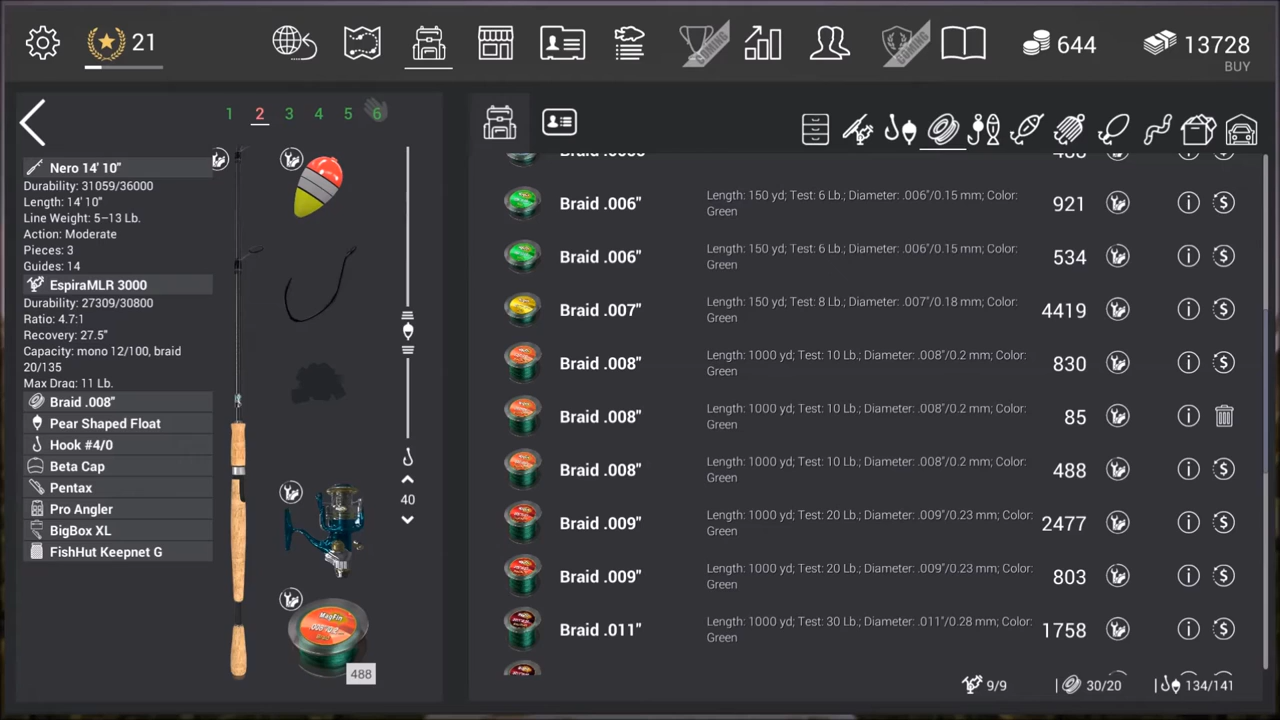 21
COMING
COMING
644
13728
BUY
1
2
3
4
5
6
Nero 14' 10"
Durability: 31059/36000
Length: 14' 10"
Line Weight: 5–13 Lb.
Action: Moderate
Pieces: 3
Guides: 14
EspiraMLR 3000
Durability: 27309/30800
Ratio: 4.7:1
Recovery: 27.5"
Capacity: mono 12/100, braid
20/135
Max Drag: 11 Lb.
Braid .008"
Pear Shaped Float
Hook #4/0
Beta Cap
Pentax
Pro Angler
BigBox XL
FishHut Keepnet G
40
MagFin
488
Braid .006"
Length: 150 yd; Test: 6 Lb.; Diameter: .006"/0.15 mm; Color:
Green
921
Braid .006"
Length: 150 yd; Test: 6 Lb.; Diameter: .006"/0.15 mm; Color:
Green
534
Braid .007"
Length: 150 yd; Test: 8 Lb.; Diameter: .007"/0.18 mm; Color:
Green
4419
Braid .008"
Length: 1000 yd; Test: 10 Lb.; Diameter: .008"/0.2 mm; Color:
Green
830
Braid .008"
Length: 1000 yd; Test: 10 Lb.; Diameter: .008"/0.2 mm; Color:
Green
85
Braid .008"
Length: 1000 yd; Test: 10 Lb.; Diameter: .008"/0.2 mm; Color:
Green
488
Braid .009"
Length: 1000 yd; Test: 20 Lb.; Diameter: .009"/0.23 mm; Color:
Green
2477
Braid .009"
Length: 1000 yd; Test: 20 Lb.; Diameter: .009"/0.23 mm; Color:
Green
803
Braid .011"
Length: 1000 yd; Test: 30 Lb.; Diameter: .011"/0.28 mm; Color:
Green
1758
9/9
30/20
134/141